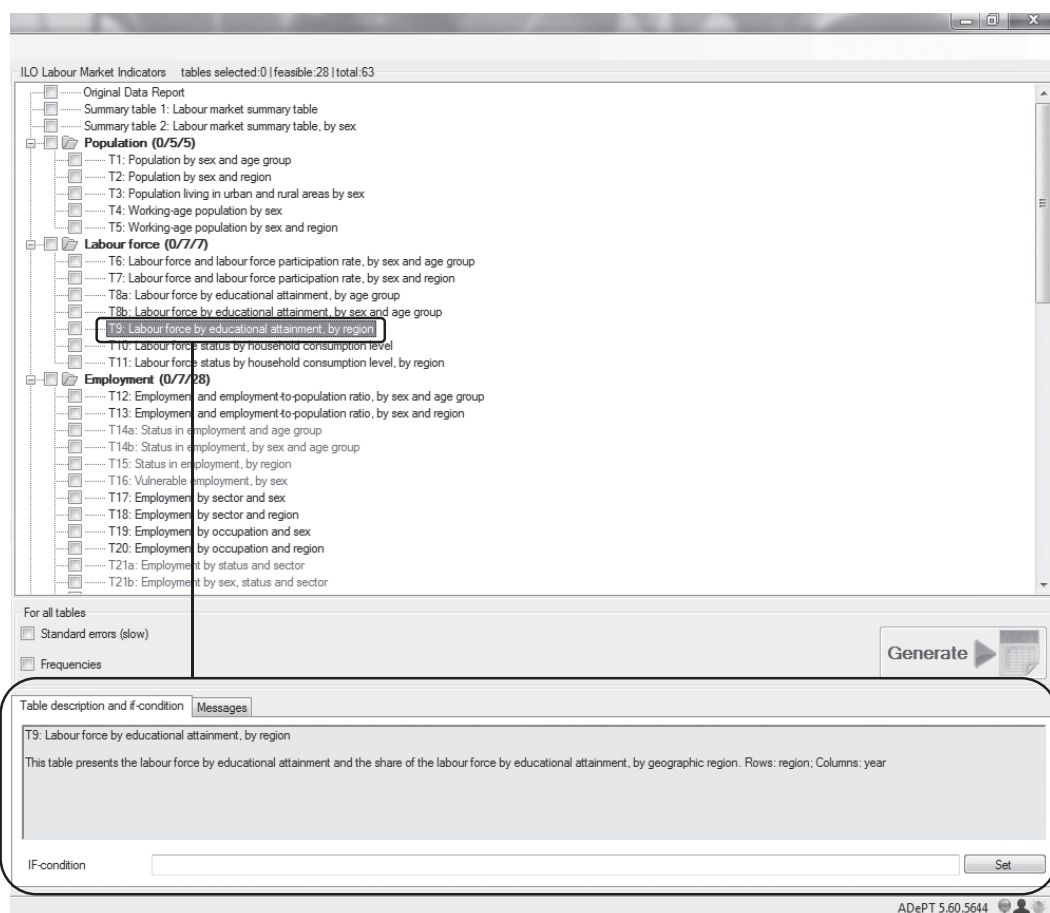 ILO Labour Market Indicators tables selected:0 | feasible:28 | total:63
Original Data Report
Summary table 1: Labour market summary table
Summary table 2: Labour market summary table, by sex
Population (0/5/5)
T1: Population by sex and age group
T2: Population by sex and region
T3: Population living in urban and rural areas by sex
T4: Working-age population by sex
T5: Working-age population by sex and region
Labour force (0/7/7)
T6: Labour force and labour force participation rate, by sex and age group
T7: Labour force and labour force participation rate, by sex and region
T8a: Labour force by educational attainment, by age group
T8b: Labour force by educational attainment, by sex and age group
T9: Labour force by educational attainment, by region
T10: Labour force status by household consumption level
T11: Labour force status by household consumption level, by region
Employment (0/7/28)
T12: Employment and employment-to-population ratio, by sex and age group
T13: Employment and employment-to-population ratio, by sex and region
T14a: Status in employment and age group
T14b: Status in employment, by sex and age group
T15: Status in employment, by region
T16: Vulnerable employment, by sex
T17: Employment by sector and sex
T18: Employment by sector and region
T19: Employment by occupation and sex
T20: Employment by occupation and region
T21a: Employment by status and sector
T21b: Employment by sex, status and sector
For all tables
Standard errors (slow)
Frequencies
Generate
Table description and if-condition Messages
T9: Labour force by educational attainment, by region
This table presents the labour force by educational attainment and the share of the labour force by educational attainment, by geographic region. Rows: region; Columns: year
IF-condition Set
ADePT 5.60.5644